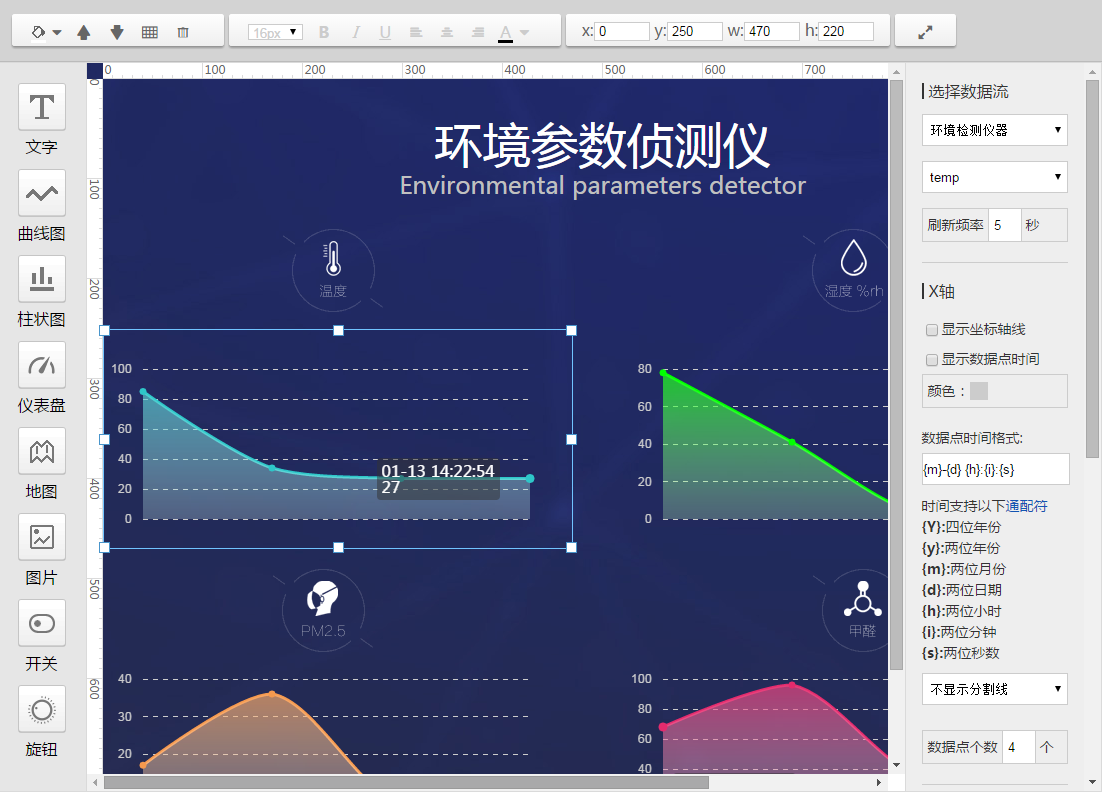 16px B I U A x: 0 y: 250 w: 470 h: 220
0 100 200 300 400 500 600 700
0
100
200
300
400
500
600
文字
曲线图
柱状图
仪表盘
地图
图片
开关
旋钮
环境参数侦测仪
Environmental parameters detector
温度
湿度 %rh
100
80
60
40
20
0
01-13 14:22:54
27
80
60
40
20
0
PM2.5
甲醛
40
30
20
100
80
60
40
选择数据流
环境检测仪器
temp
刷新频率 5 秒
X轴
显示坐标轴线
显示数据点时间
颜色：
数据点时间格式:
{m}-{d} {h}:{i}:{s}
时间支持以下通配符
{Y}:四位年份
{y}:两位年份
{m}:两位月份
{d}:两位日期
{h}:两位小时
{i}:两位分钟
{s}:两位秒数
不显示分割线
数据点个数 4 个